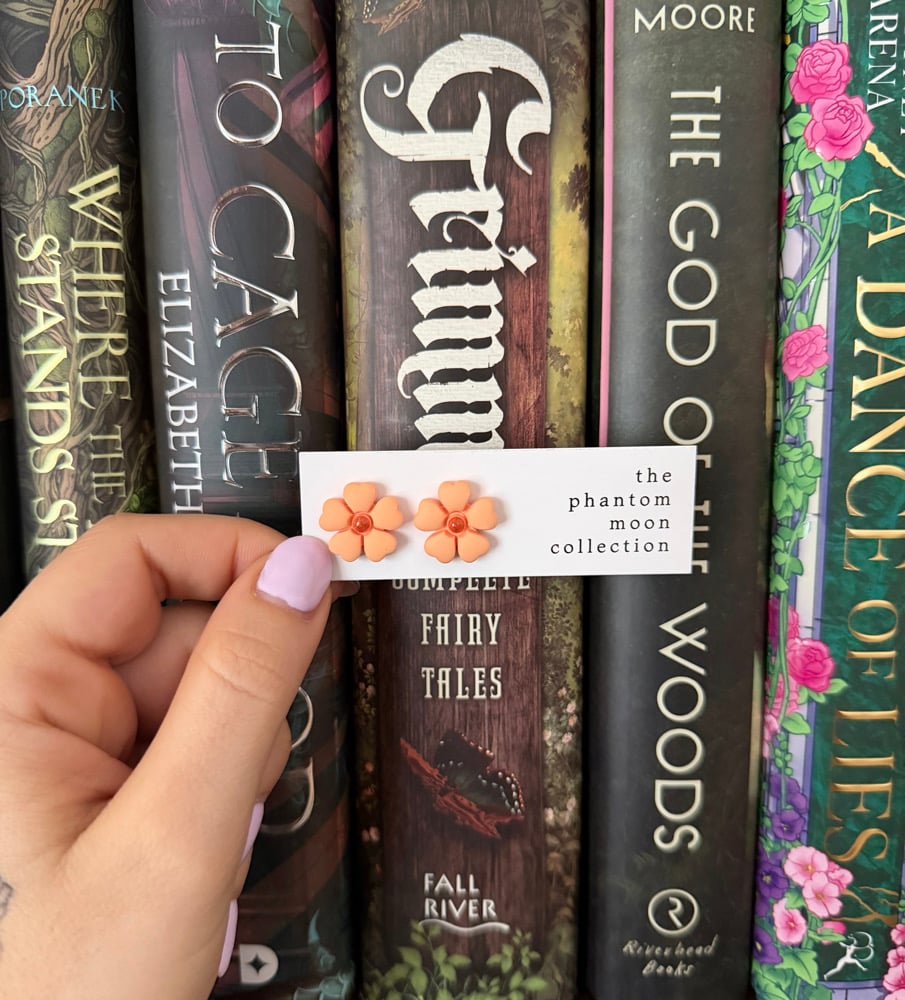 PORANEK
WHERE THE
STANDS ST
TO CAGE
ELIZABETH
Grimm
COMPLETE
FAIRY
TALES
FALL
RIVER
the
phantom
moon
collection
MOORE
THE GOD OF THE WOODS
Riverhead
Books
ARENA
A DANCE OF LIES